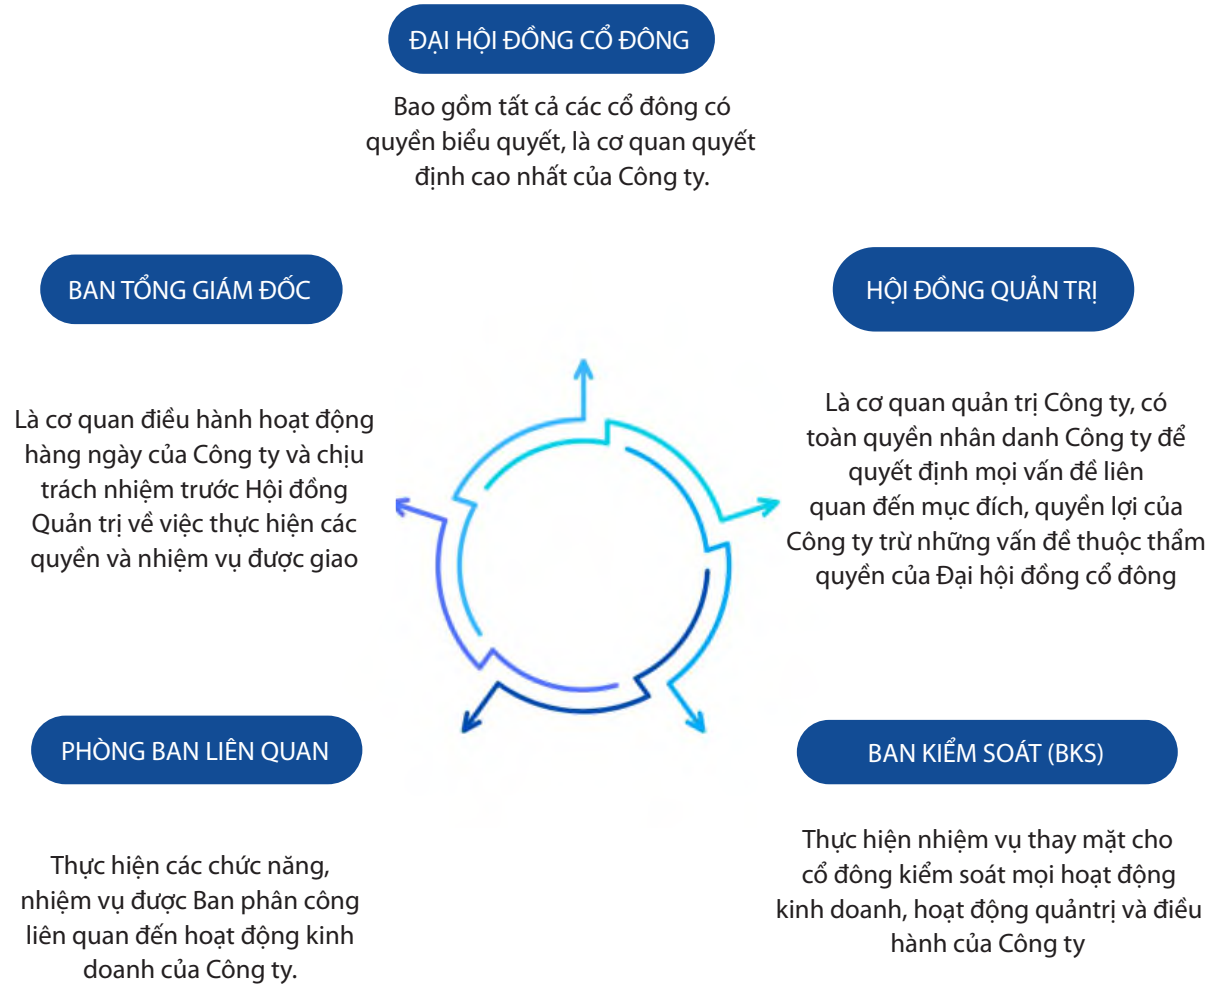 ĐẠI HỘI ĐỒNG CỔ ĐÔNG
Bao gồm tất cả các cổ đông có
quyền biểu quyết, là cơ quan quyết
định cao nhất của Công ty.
BAN TỔNG GIÁM ĐỐC
Là cơ quan điều hành hoạt động
hàng ngày của Công ty và chịu
trách nhiệm trước Hội đồng
Quản trị về việc thực hiện các
quyền và nhiệm vụ được giao
HỘI ĐỒNG QUẢN TRỊ
Là cơ quan quản trị Công ty, có
toàn quyền nhân danh Công ty để
quyết định mọi vấn đề liên
quan đến mục đích, quyền lợi của
Công ty trừ những vấn đề thuộc thẩm
quyền của Đại hội đồng cổ đông
PHÒNG BAN LIÊN QUAN
Thực hiện các chức năng,
nhiệm vụ được Ban phân công
liên quan đến hoạt động kinh
doanh của Công ty.
BAN KIỂM SOÁT (BKS)
Thực hiện nhiệm vụ thay mặt cho
cổ đông kiểm soát mọi hoạt động
kinh doanh, hoạt động quảntrị và điều
hành của Công ty